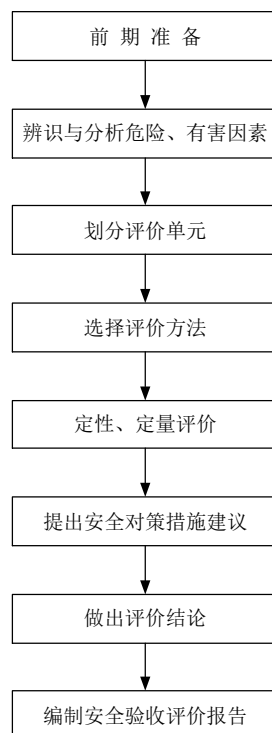 前 期 准 备
辨识与分析危险、有害因素
划分评价单元
选择评价方法
定性、定量评价
提出安全对策措施建议
做出评价结论
编制安全验收评价报告